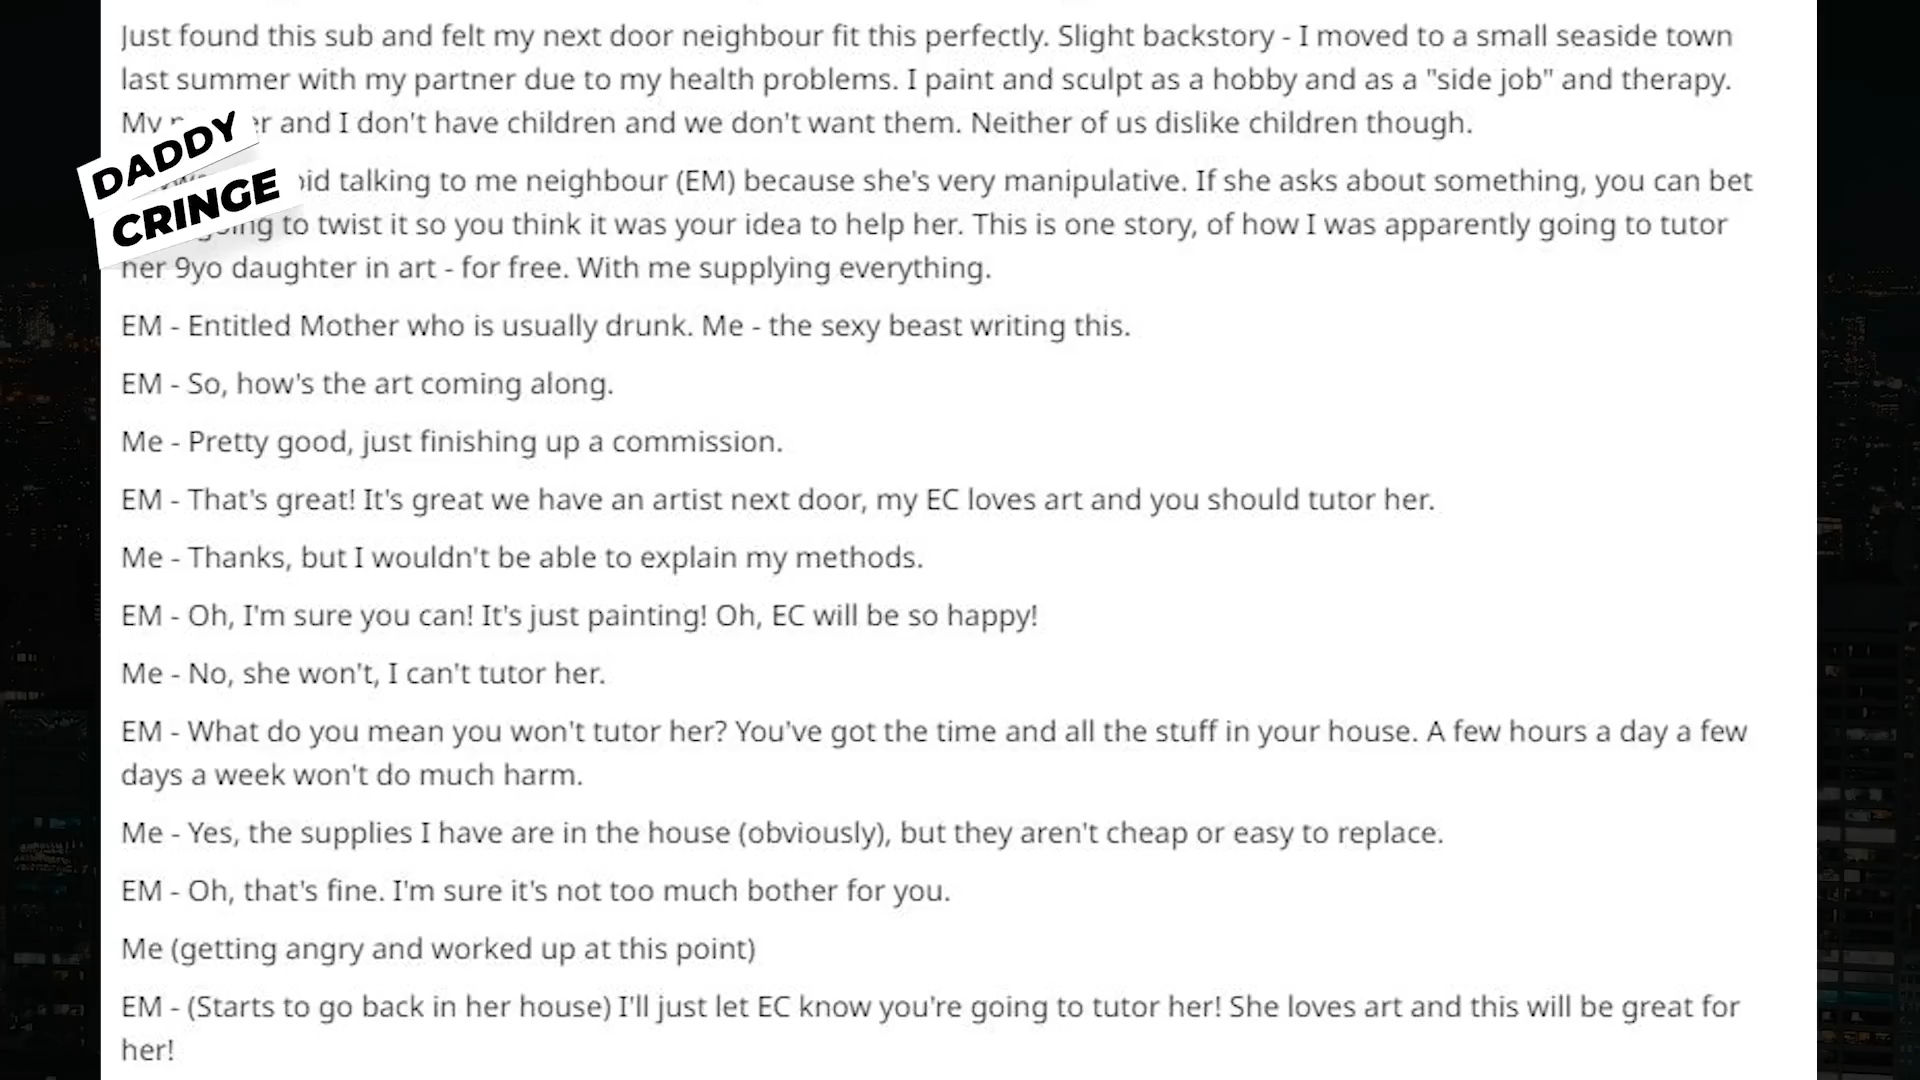 Just found this sub and felt my next door neighbour fit this perfectly. Slight backstory - I moved to a small seaside town
last summer with my partner due to my health problems. I paint and sculpt as a hobby and as a "side job" and therapy.
My and I don't have children and we don't want them. Neither of us dislike children though.
DADDY
CRINGE
talking to me neighbour (EM) because she's very manipulative. If she asks about something, you can bet
to twist it so you think it was your idea to help her. This is one story, of how I was apparently going to tutor
her 9yo daughter in art - for free. With me supplying everything.
EM - Entitled Mother who is usually drunk. Me - the sexy beast writing this.
EM - So, how's the art coming along.
Me - Pretty good, just finishing up a commission.
EM - That's great! It's great we have an artist next door, my EC loves art and you should tutor her.
Me - Thanks, but I wouldn't be able to explain my methods.
EM - Oh, I'm sure you can! It's just painting! Oh, EC will be so happy!
Me - No, she won't, I can't tutor her.
EM - What do you mean you won't tutor her? You've got the time and all the stuff in your house. A few hours a day a few
days a week won't do much harm.
Me - Yes, the supplies I have are in the house (obviously), but they aren't cheap or easy to replace.
EM - Oh, that's fine. I'm sure it's not too much bother for you.
Me (getting angry and worked up at this point)
EM - (Starts to go back in her house) I'll just let EC know you're going to tutor her! She loves art and this will be great for
her!